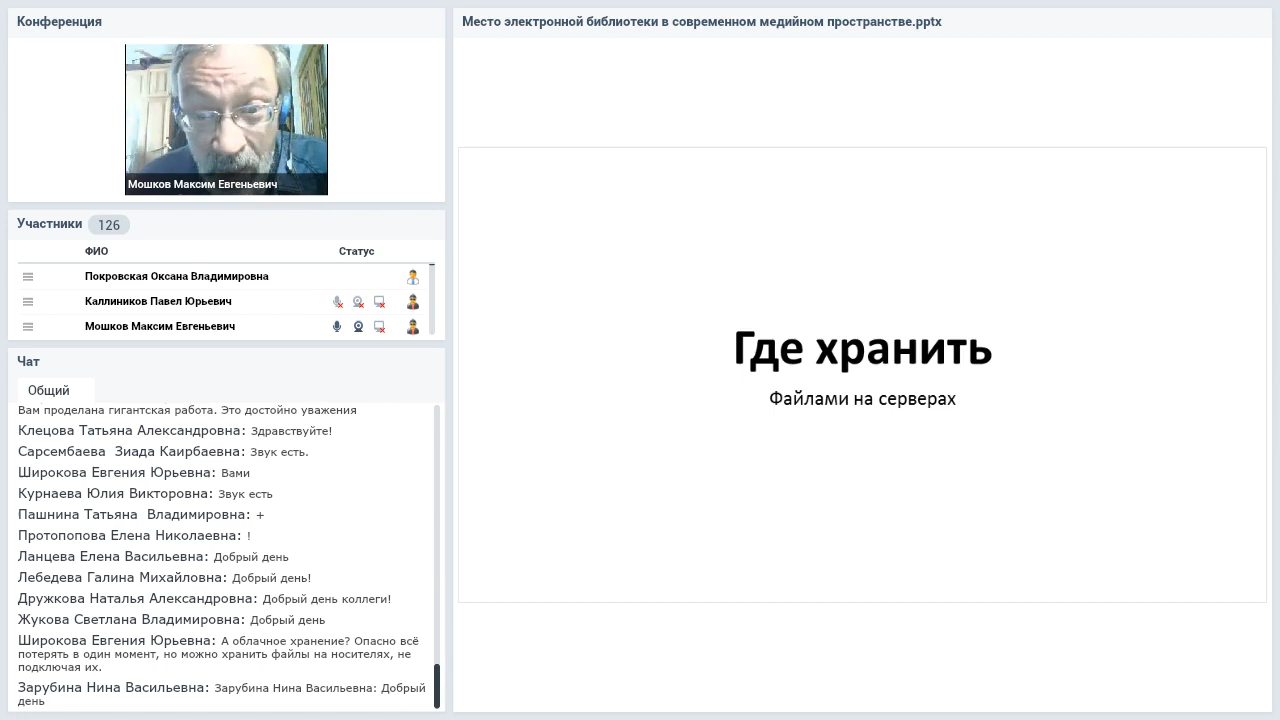 Конференция
Мошков Максим Евгеньевич
Участники 126
ФИО Статус
Покровская Оксана Владимировна
Каллиников Павел Юрьевич
Мошков Максим Евгеньевич
Чат
Общий
Вам проделана гигантская работа. Это достойно уважения
Клецова Татьяна Александровна: Здравствуйте!
Сарсембаева Зиада Каирбаевна: Звук есть.
Широкова Евгения Юрьевна: Вами
Курнаева Юлия Викторовна: Звук есть
Пашнина Татьяна Владимировна: +
Протопопова Елена Николаевна: !
Ланцева Елена Васильевна: Добрый день
Лебедева Галина Михайловна: Добрый день!
Дружкова Наталья Александровна: Добрый день коллеги!
Жукова Светлана Владимировна: Добрый день
Широкова Евгения Юрьевна: А облачное хранение? Опасно всё
потерять в один момент, но можно хранить файлы на носителях, не
подключая их.
Зарубина Нина Васильевна: Зарубина Нина Васильевна: Добрый
день
Место электронной библиотеки в современном медийном пространстве.pptx
Где хранить
Файлами на серверах